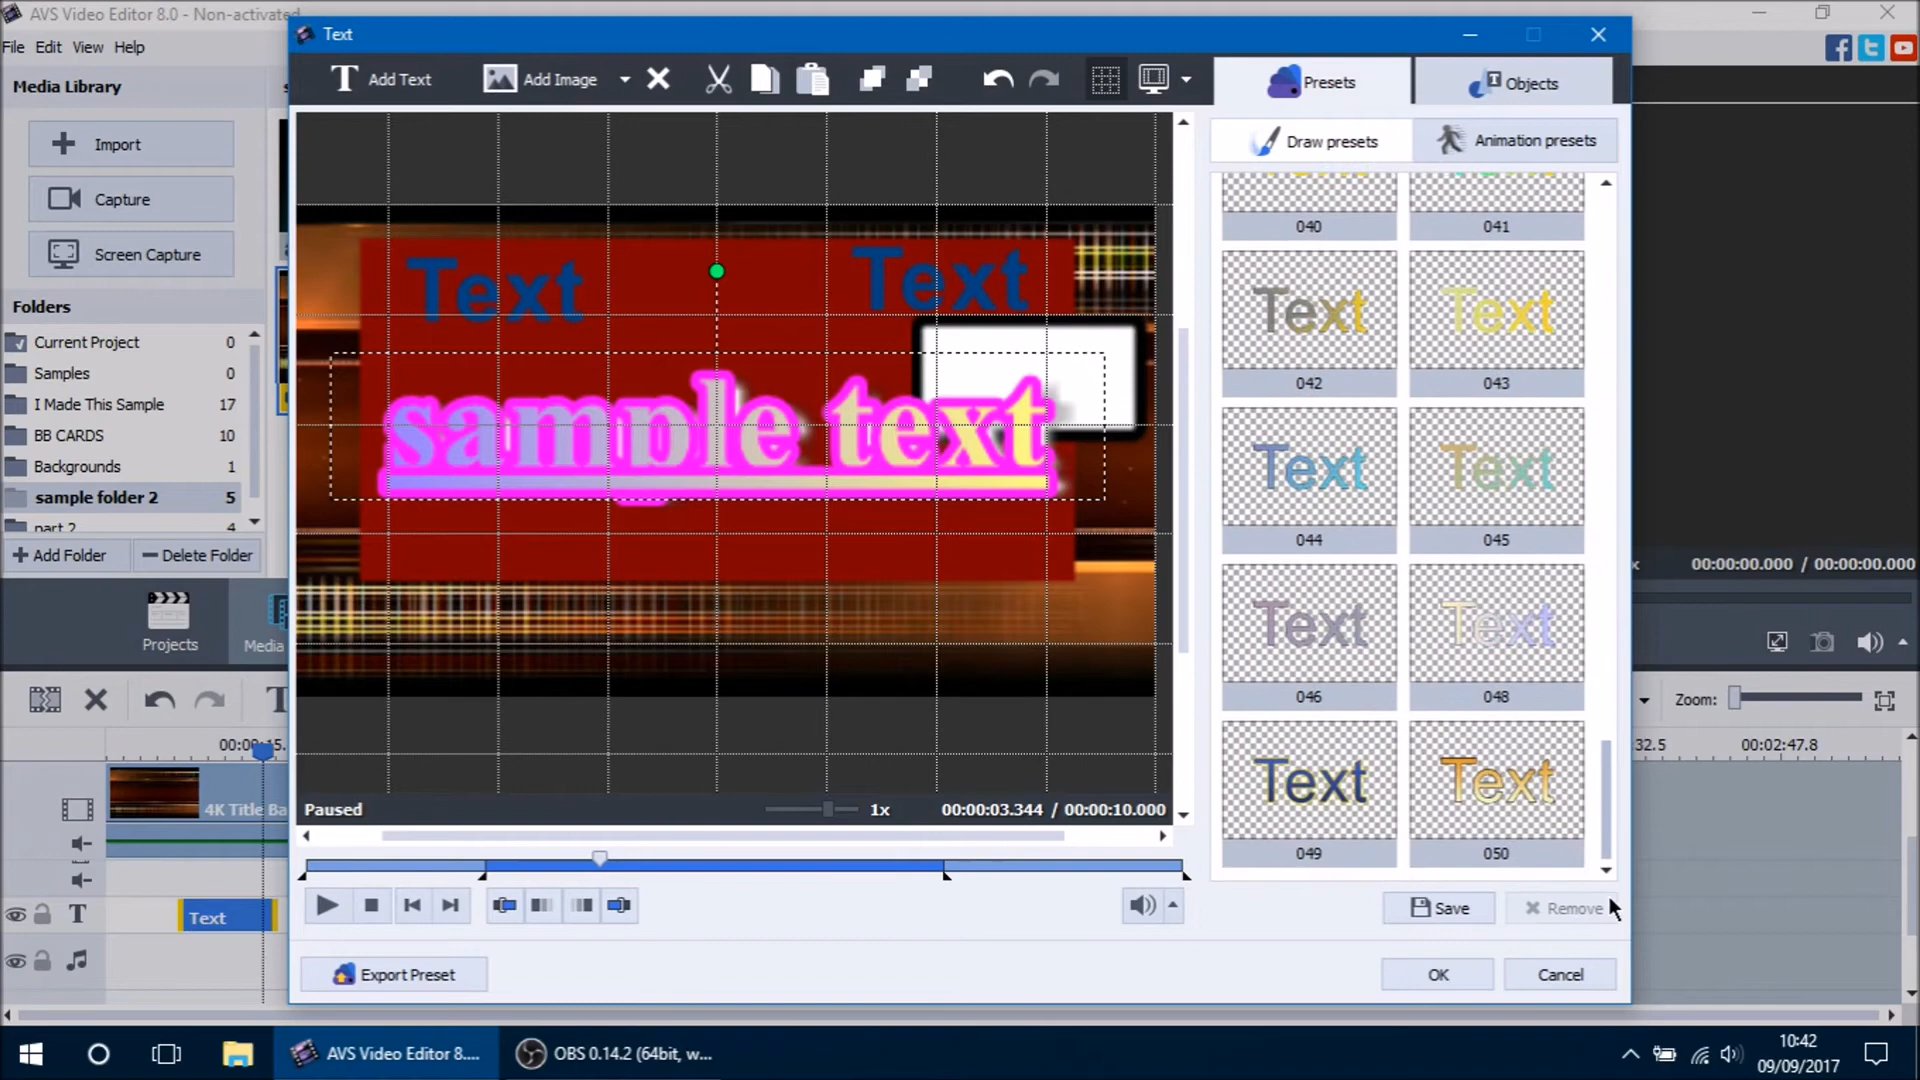 AVS Video Editor 8.0 - Non-activated
File Edit View Help
Media Library
Import
Capture
Screen Capture
Folders
Current Project 0
Samples 0
I Made This Sample 17
BB CARDS 10
Backgrounds 1
sample folder 2 5
part 2 4
Add Folder Delete Folder
Projects
Media
Text
Add Text Add Image
Presets Objects
Draw presets Animation presets
Text Text
sample text
040 041
Text Text
042 043
Text Text
044 045
Text Text
046 048
Text Text
049 050
Paused 1x 00:00:03.344 / 00:00:10.000
Save Remove
Export Preset OK Cancel
00:00:00.000 / 00:00:00.000
Zoom:
32.5 00:02:47.8
4K Title Ba
T Text
AVS Video Editor 8.... OBS 0.14.2 (64bit, w...
10:42
09/09/2017